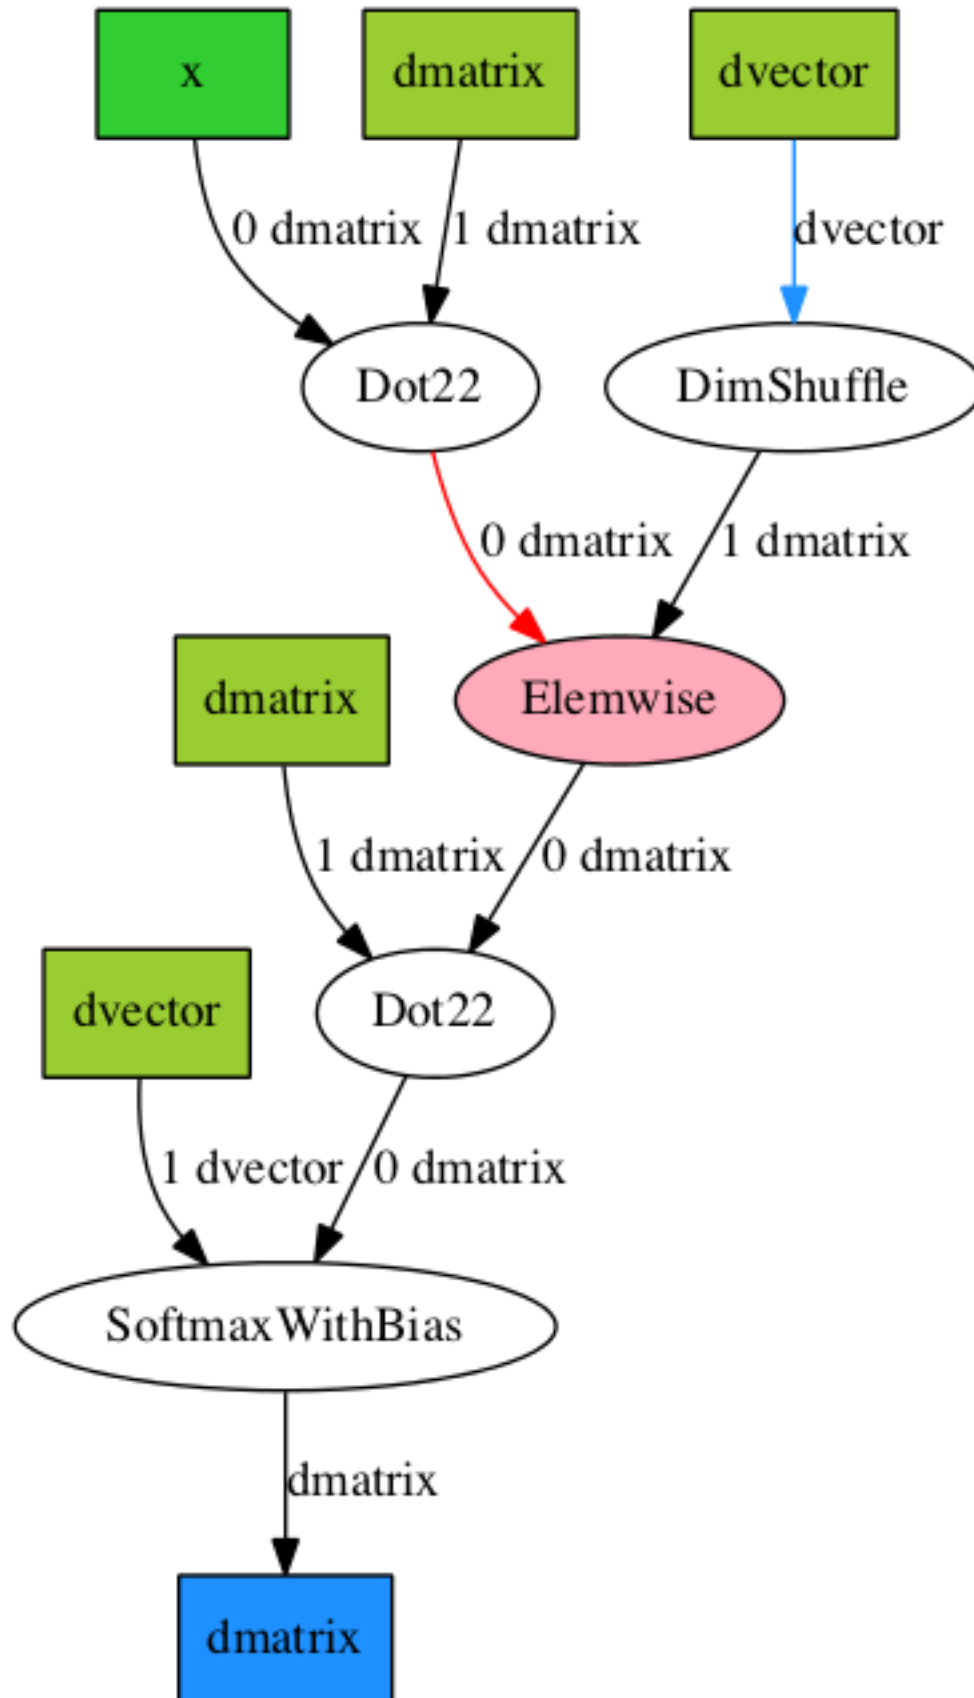 x
dmatrix
dvector
0 dmatrix
1 dmatrix
dvector
Dot22
DimShuffle
0 dmatrix
1 dmatrix
dmatrix
Elemwise
1 dmatrix
0 dmatrix
dvector
Dot22
1 dvector
0 dmatrix
SoftmaxWithBias
dmatrix
dmatrix